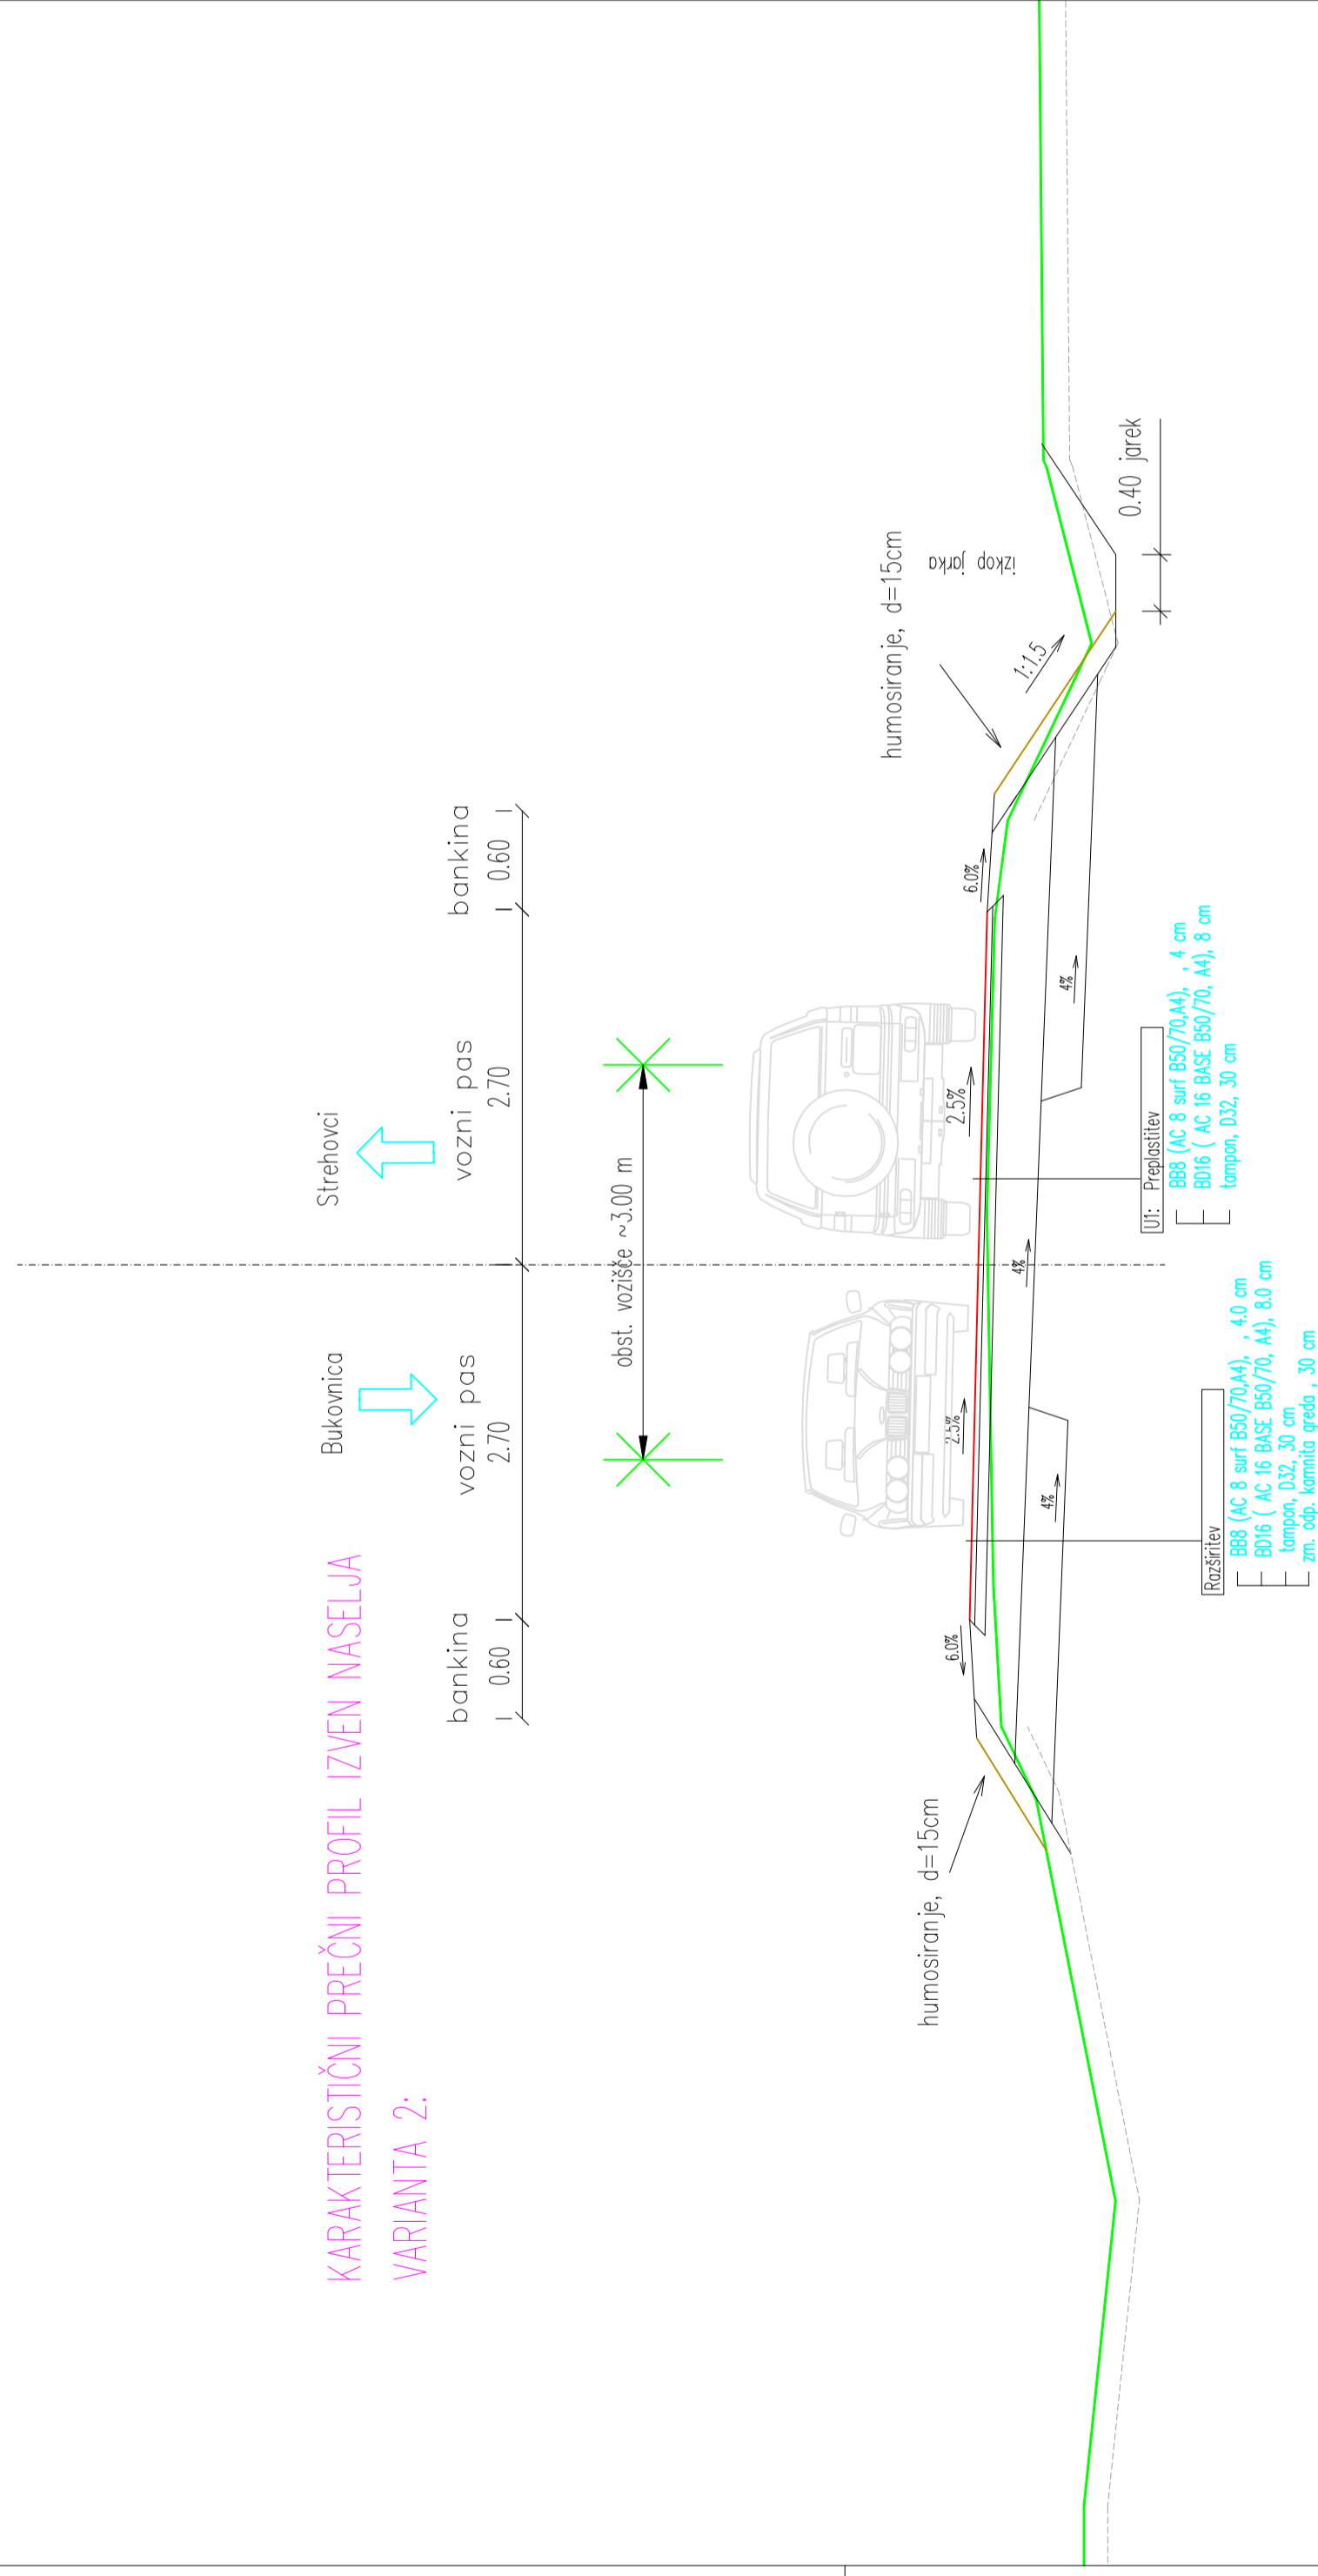 KARAKTERISTIČNI PREČNI PROFIL IZVEN NASELJA
VARIANTA 2:
Bukovnica
Strehovci
bankina
vozni pas
vozni pas
bankina
0.60
2.70
2.70
0.60
obst. vozišče ~3.00 m
humosiranje, d=15cm
humosiranje, d=15cm
izkop jarka
1:1.5
6.0%
2.5%
2.5%
6.0%
4%
4%
4%
0.40 jarek
U1: Preplastitev
BB8 (AC 8 surf B50/70,A4), , 4 cm
BD16 ( AC 16 BASE B50/70, A4), 8 cm
tampon, D32, 30 cm
Razširitev
BB8 (AC 8 surf B50/70,A4), , 4.0 cm
BD16 ( AC 16 BASE B50/70, A4), 8.0 cm
tampon, D32, 30 cm
zm. odp. kamnita greda , 30 cm